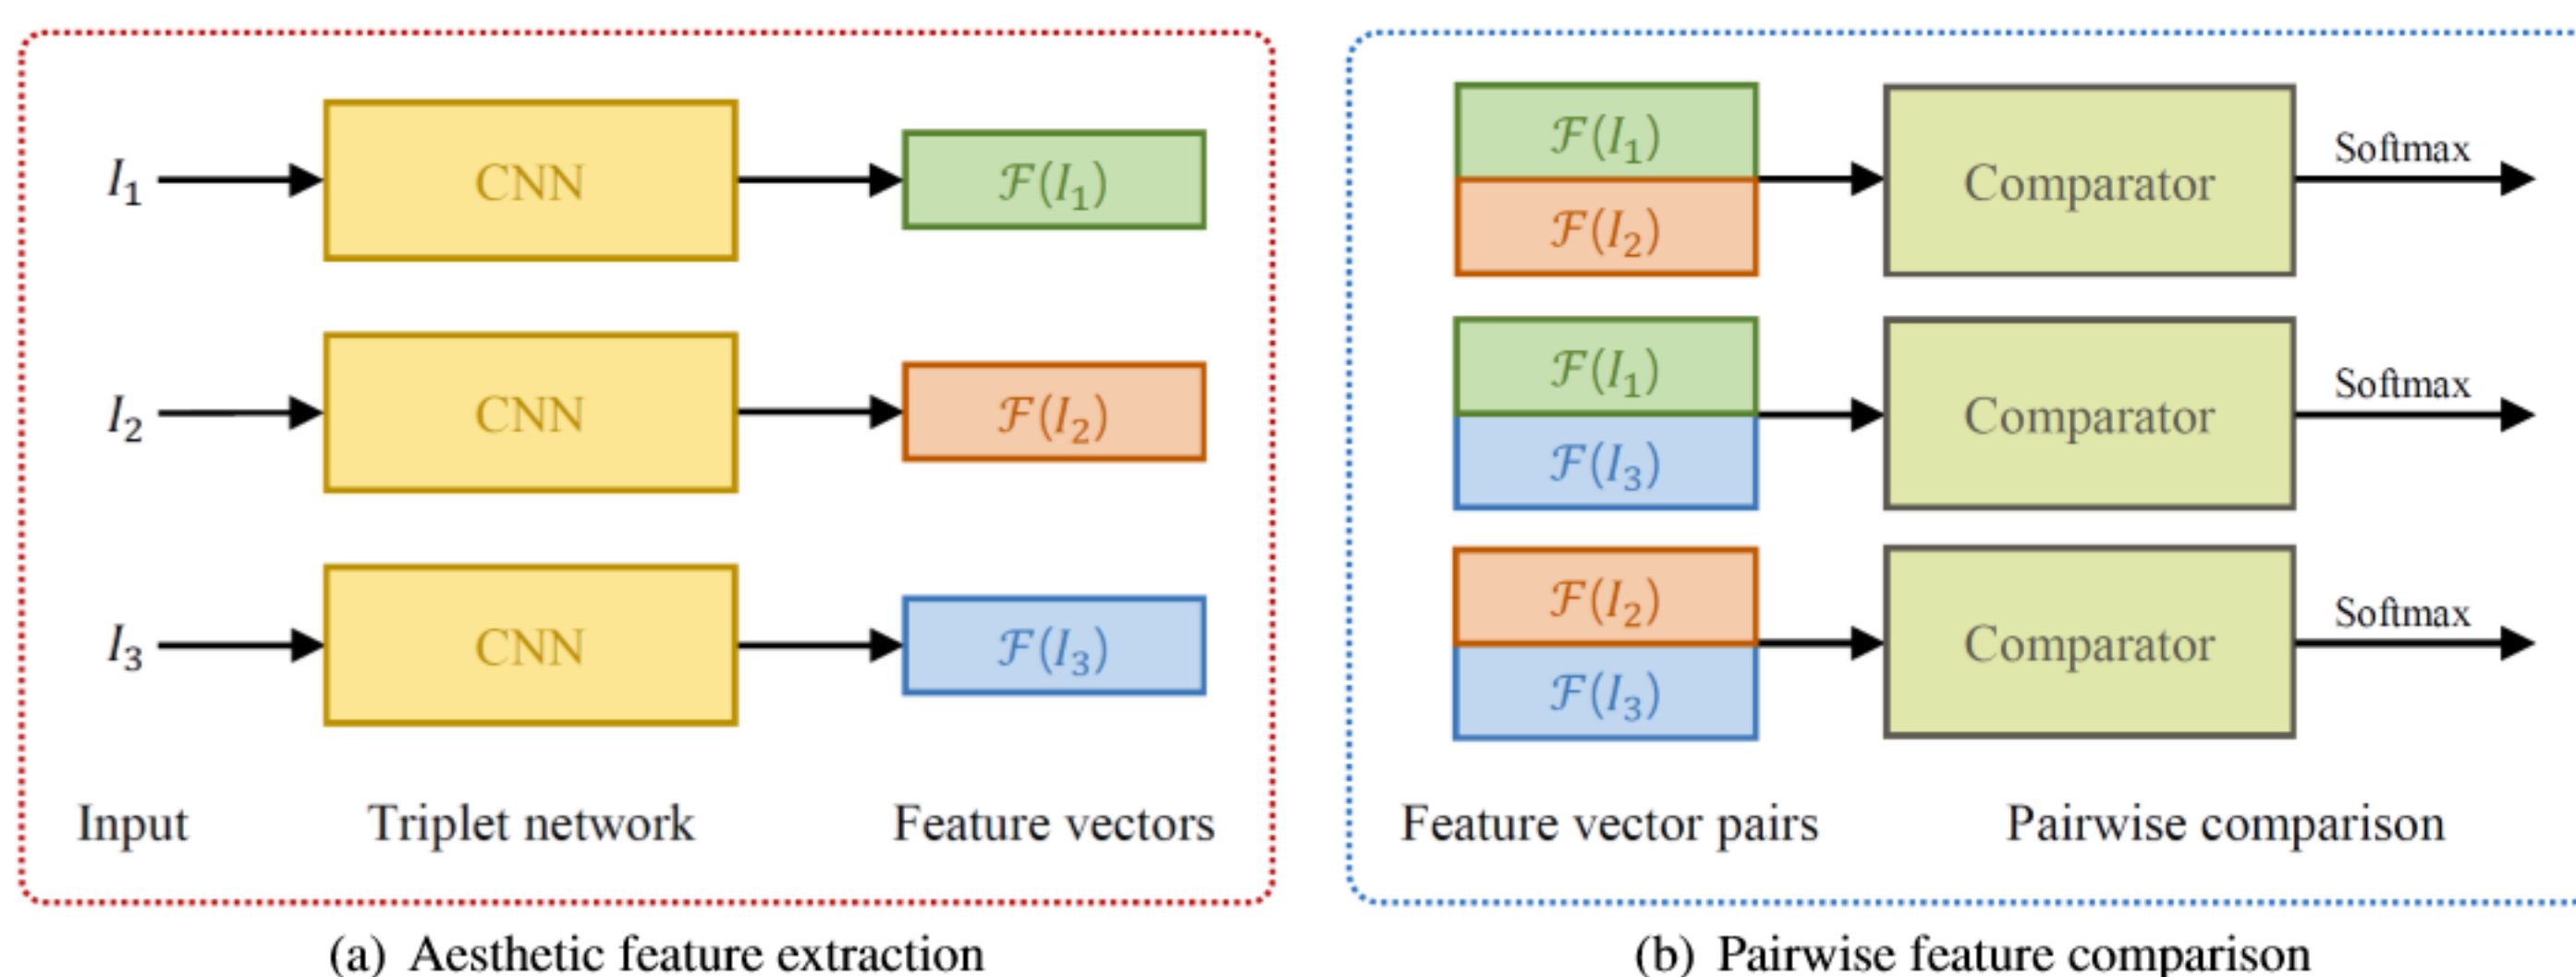 I₁ CNN ℱ(I₁)
I₂ CNN ℱ(I₂)
I₃ CNN ℱ(I₃)
Input Triplet network Feature vectors
(a) Aesthetic feature extraction
ℱ(I₁)
ℱ(I₂)
Comparator Softmax
ℱ(I₁)
ℱ(I₃)
Comparator Softmax
ℱ(I₂)
ℱ(I₃)
Comparator Softmax
Feature vector pairs Pairwise comparison
(b) Pairwise feature comparison